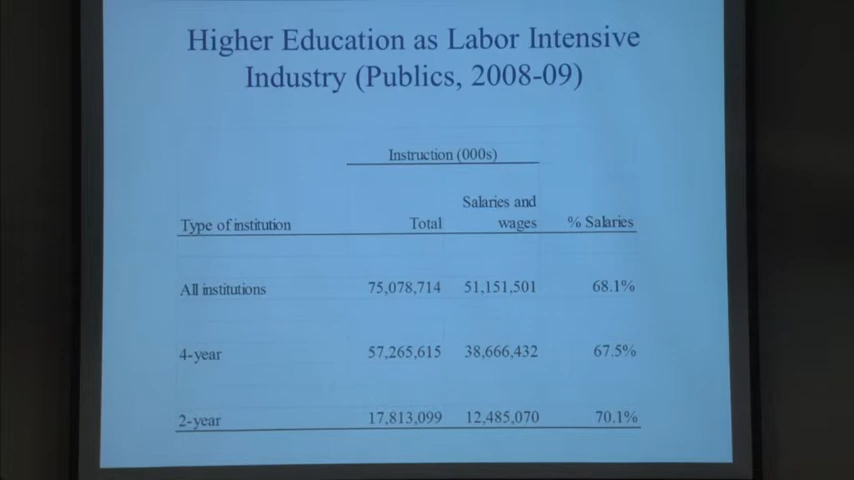 Higher Education as Labor Intensive
Industry (Publics, 2008-09)
Instruction (000s)
Salaries and
Type of institution Total wages % Salaries
All institutions 75,078,714 51,151,501 68.1%
4-year 57,265,615 38,666,432 67.5%
2-year 17,813,099 12,485,070 70.1%